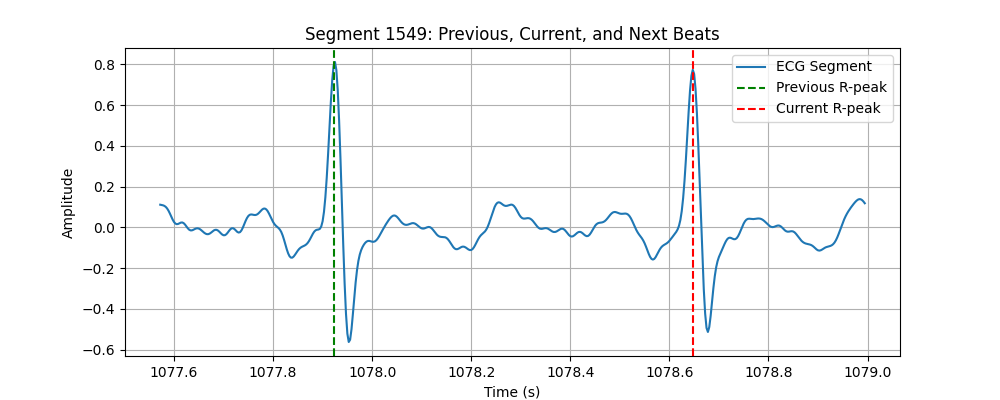 Segment 1549: Previous, Current, and Next Beats
ECG Segment
Previous R-peak
Current R-peak
Amplitude
0.8
0.6
0.4
0.2
0.0
−0.2
−0.4
−0.6
1077.6 1077.8 1078.0 1078.2 1078.4 1078.6 1078.8 1079.0
Time (s)